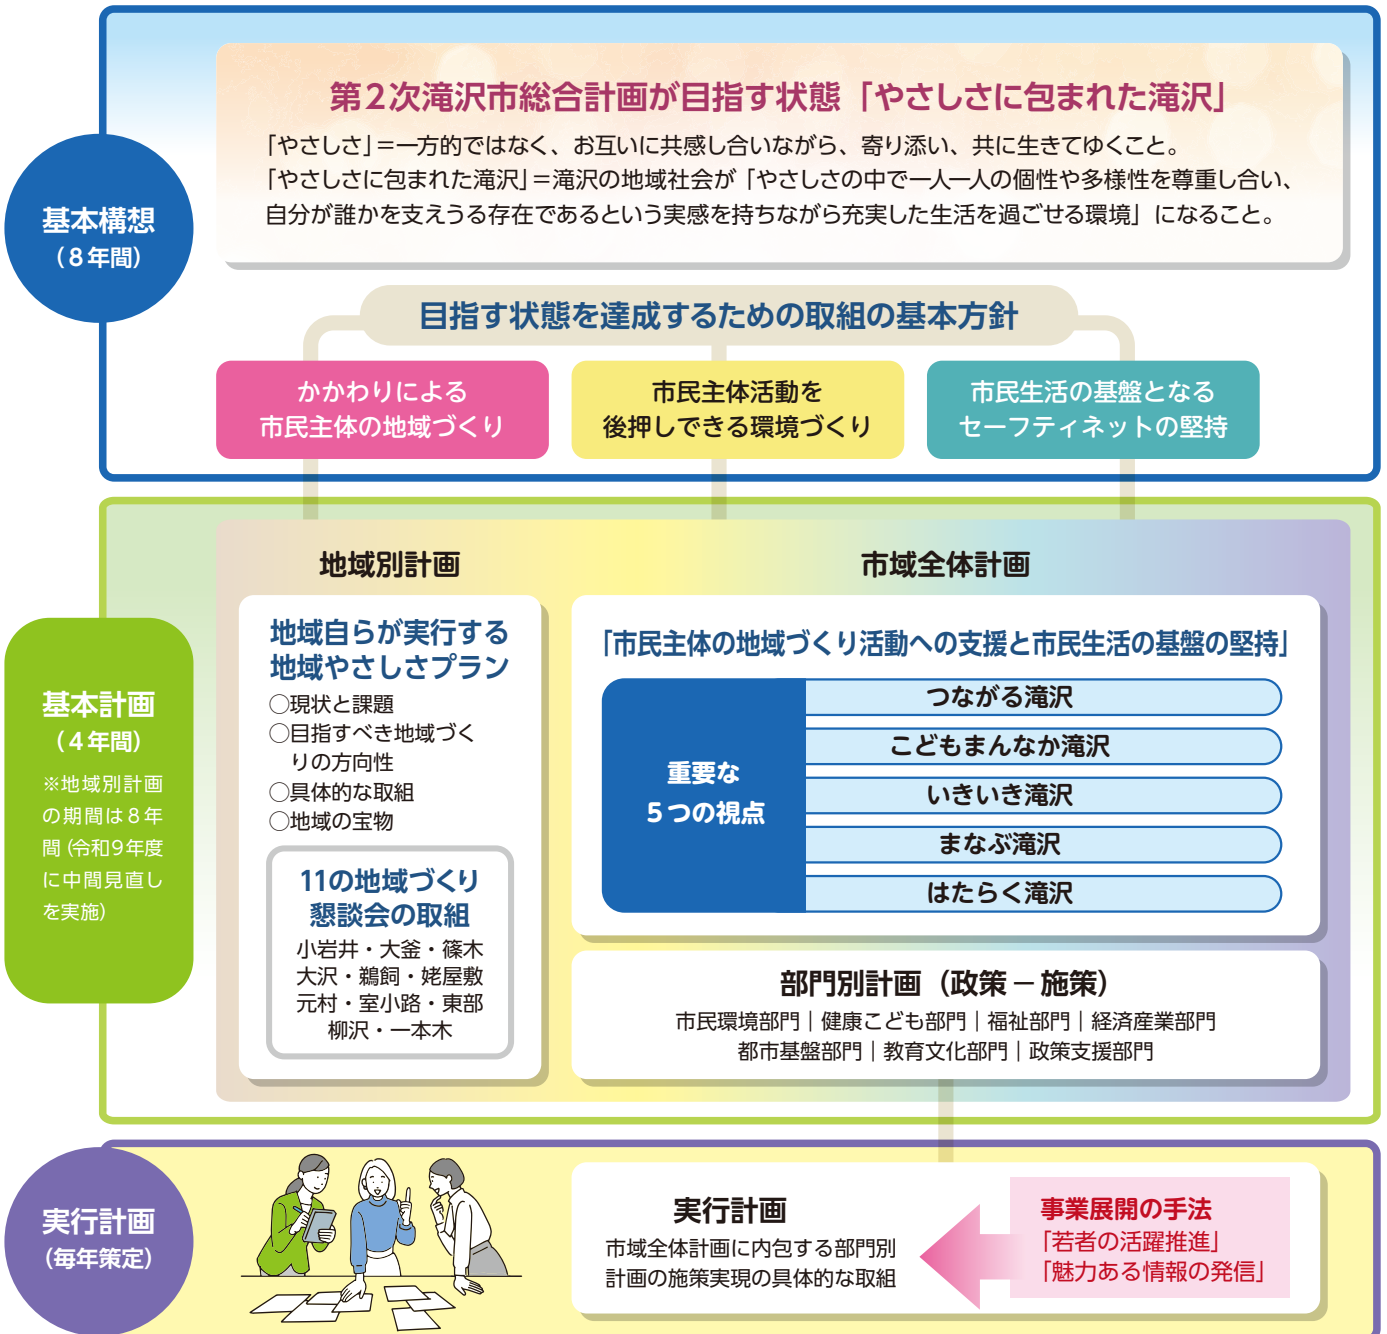 第2次滝沢市総合計画が目指す状態「やさしさに包まれた滝沢」
「やさしさ」=一方的ではなく、お互いに共感し合いながら、寄り添い、共に生きてゆくこと。
「やさしさに包まれた滝沢」=滝沢の地域社会が「やさしさの中で一人一人の個性や多様性を尊重し合い、
自分が誰かを支えうる存在であるという実感を持ちながら充実した生活を過ごせる環境」になること。
基本構想
(8年間)
目指す状態を達成するための取組の基本方針
かかわりによる
市民主体の地域づくり
市民主体活動を
後押しできる環境づくり
市民生活の基盤となる
セーフティネットの堅持
基本計画
(4年間)
※地域別計画
の期間は8年
間(令和9年度
に中間見直し
を実施)
地域別計画
地域自らが実行する
地域やさしさプラン
○現状と課題
○目指すべき地域づく
りの方向性
○具体的な取組
○地域の宝物
11の地域づくり
懇談会の取組
小岩井・大釜・篠木
大沢・鵜飼・姥屋敷
元村・室小路・東部
柳沢・一本木
市域全体計画
「市民主体の地域づくり活動への支援と市民生活の基盤の堅持」
重要な
5つの視点
つながる滝沢
こどもまんなか滝沢
いきいき滝沢
まなぶ滝沢
はたらく滝沢
部門別計画(政策-施策)
市民環境部門|健康こども部門|福祉部門|経済産業部門
都市基盤部門|教育文化部門|政策支援部門
実行計画
(毎年策定)
実行計画
市域全体計画に内包する部門別
計画の施策実現の具体的な取組
事業展開の手法
「若者の活躍推進」
「魅力ある情報の発信」